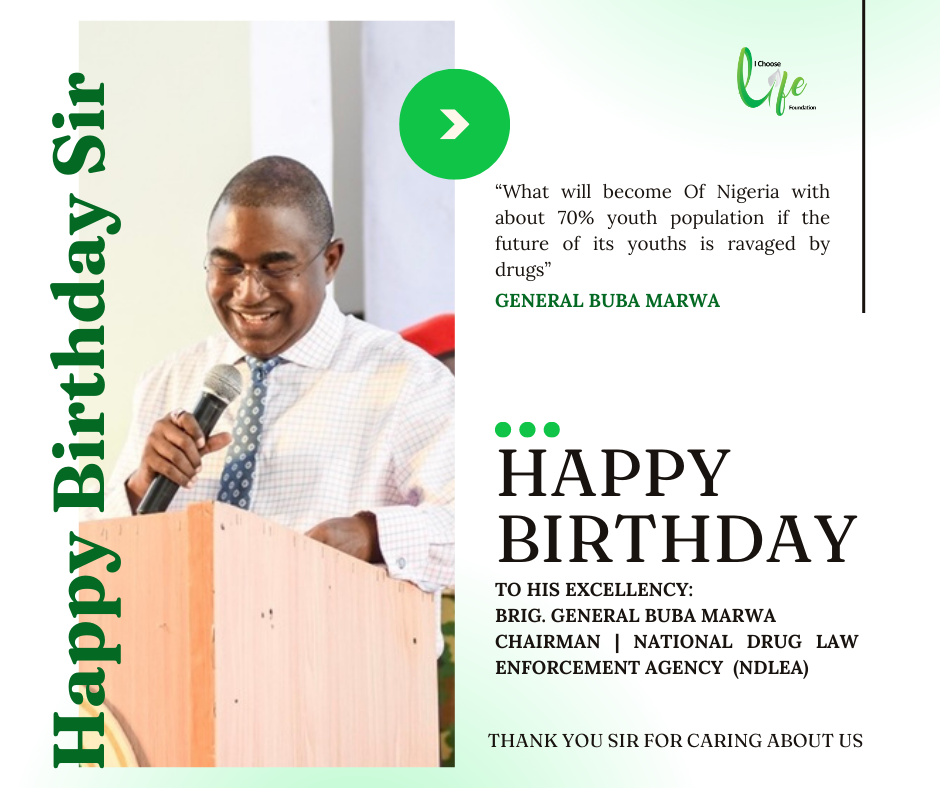 Happy Birthday Sir
I Choose
Life
Foundation
“What will become Of Nigeria with
about 70% youth population if the
future of its youths is ravaged by
drugs”
GENERAL BUBA MARWA
HAPPY
BIRTHDAY
TO HIS EXCELLENCY:
BRIG. GENERAL BUBA MARWA
CHAIRMAN | NATIONAL DRUG LAW
ENFORCEMENT AGENCY (NDLEA)
THANK YOU SIR FOR CARING ABOUT US